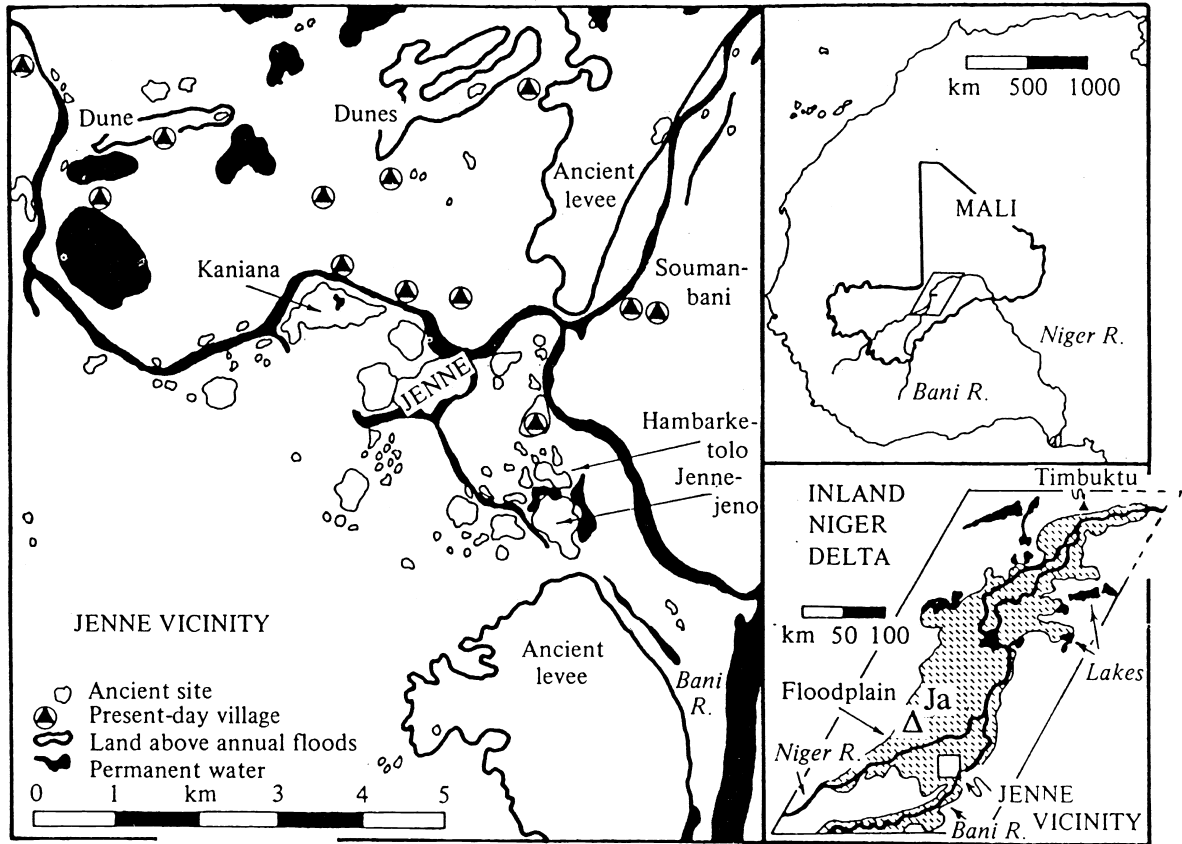 Dune
Dunes
Ancient
levee
Kaniana
Souman-
bani
JENNE
Hambarke-
tolo
Jenne-
jeno
JENNE VICINITY
Ancient
levee
Bani
R.
Ancient site
Present-day village
Land above annual floods
Permanent water
0 1 km 3 4 5
km 500 1000
MALI
Niger R.
Bani R.
Timbuktu
INLAND
NIGER
DELTA
km 50 100
Lakes
Floodplain
Ja
Niger R.
JENNE
VICINITY
Bani R.